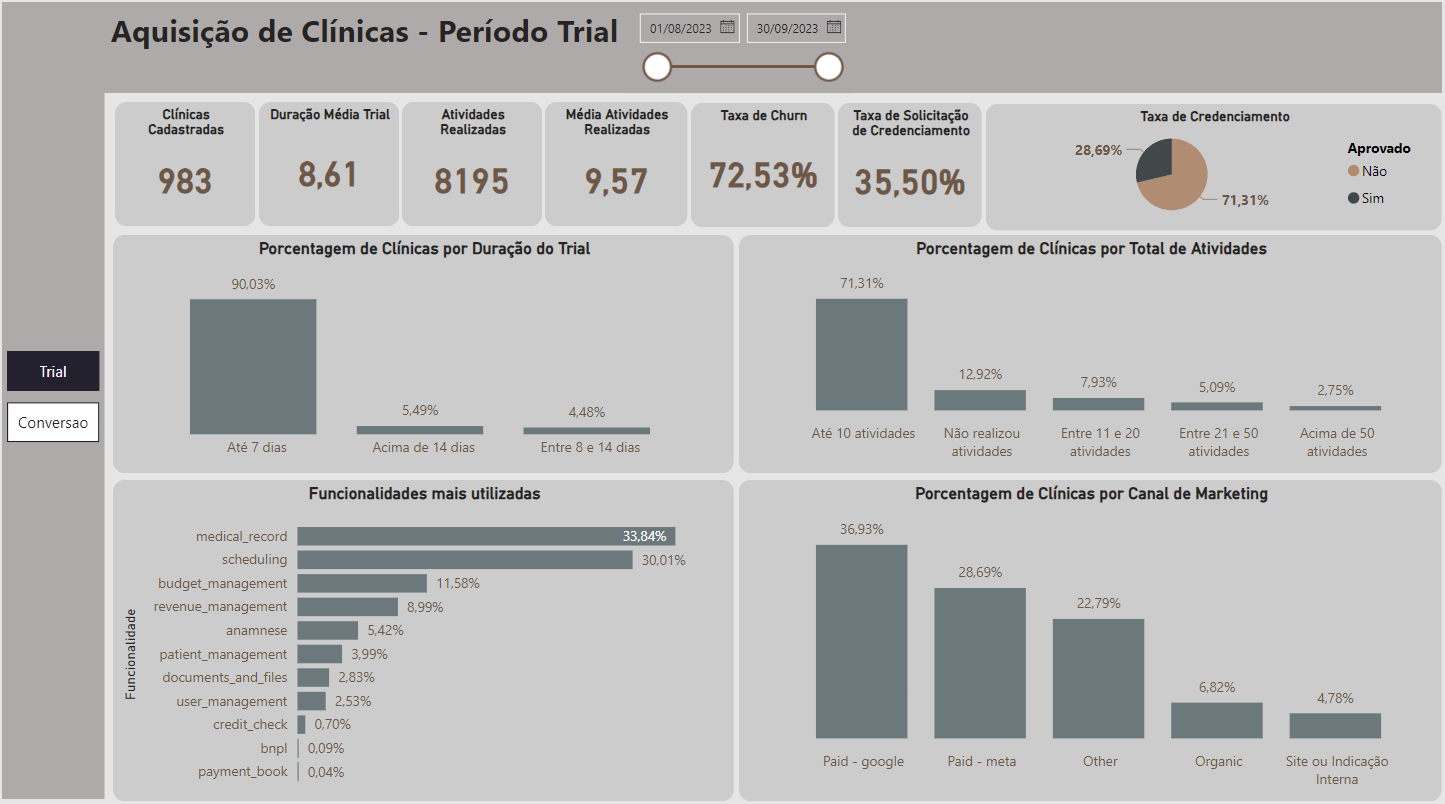 Aquisição de Clínicas - Período Trial
01/08/2023
30/09/2023
Clínicas
Cadastradas
983
Duração Média Trial
8,61
Atividades
Realizadas
8195
Média Atividades
Realizadas
9,57
Taxa de Churn
72,53%
Taxa de Solicitação
de Credenciamento
35,50%
Taxa de Credenciamento
28,69%
71,31%
Aprovado
Não
Sim
Trial
Conversao
Porcentagem de Clínicas por Duração do Trial
90,03%
5,49%
4,48%
Até 7 dias
Acima de 14 dias
Entre 8 e 14 dias
Porcentagem de Clínicas por Total de Atividades
71,31%
12,92%
7,93%
5,09%
2,75%
Até 10 atividades
Não realizou
atividades
Entre 11 e 20
atividades
Entre 21 e 50
atividades
Acima de 50
atividades
Funcionalidades mais utilizadas
Funcionalidade
medical_record 33,84%
scheduling 30,01%
budget_management 11,58%
revenue_management 8,99%
anamnese 5,42%
patient_management 3,99%
documents_and_files 2,83%
user_management 2,53%
credit_check 0,70%
bnpl 0,09%
payment_book 0,04%
Porcentagem de Clínicas por Canal de Marketing
36,93%
28,69%
22,79%
6,82%
4,78%
Paid - google
Paid - meta
Other
Organic
Site ou Indicação
Interna